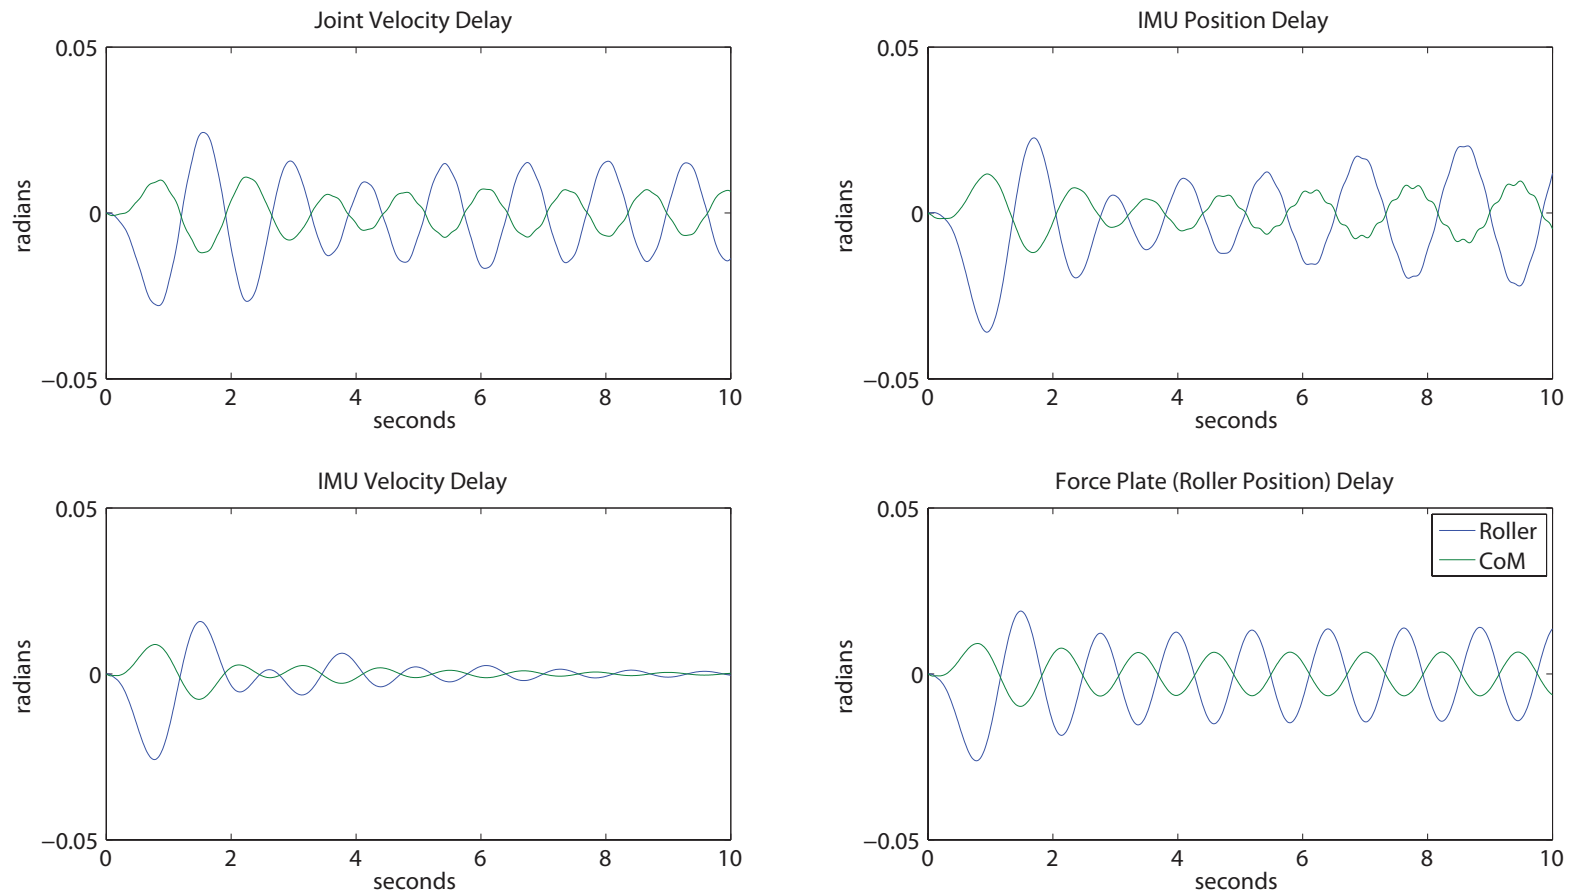 Joint Velocity Delay
0.05
0
−0.05
radians
0 2 4 6 8 10
seconds
IMU Position Delay
0.05
0
−0.05
radians
0 2 4 6 8 10
seconds
IMU Velocity Delay
0.05
0
−0.05
radians
0 2 4 6 8 10
seconds
Force Plate (Roller Position) Delay
0.05
Roller
CoM
0
−0.05
radians
0 2 4 6 8 10
seconds